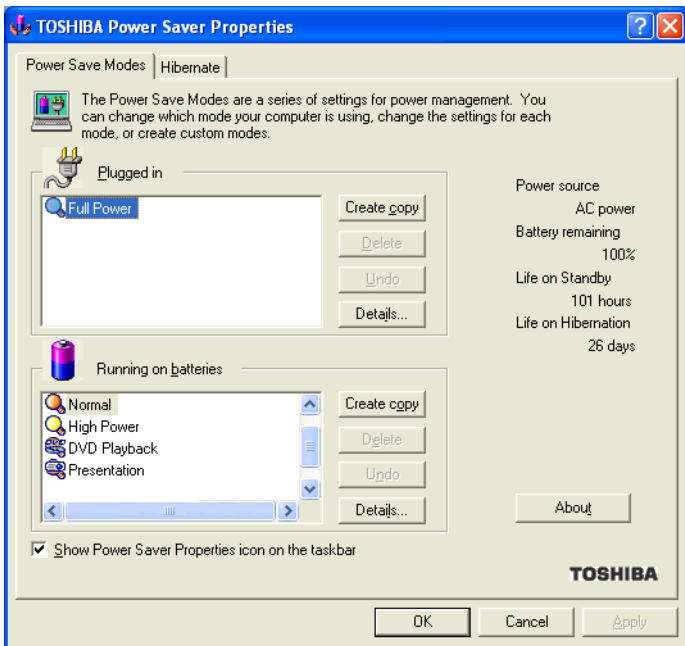 TOSHIBA Power Saver Properties
Power Save Modes
Hibernate
The Power Save Modes are a series of settings for power management. You
can change which mode your computer is using, change the settings for each
mode, or create custom modes.
Plugged in
Full Power
Create copy
Delete
Undo
Details...
Power source
AC power
Battery remaining
100%
Life on Standby
101 hours
Life on Hibernation
26 days
Running on batteries
Normal
High Power
DVD Playback
Presentation
Create copy
Delete
Undo
Details...
About
Show Power Saver Properties icon on the taskbar
TOSHIBA
OK
Cancel
Apply